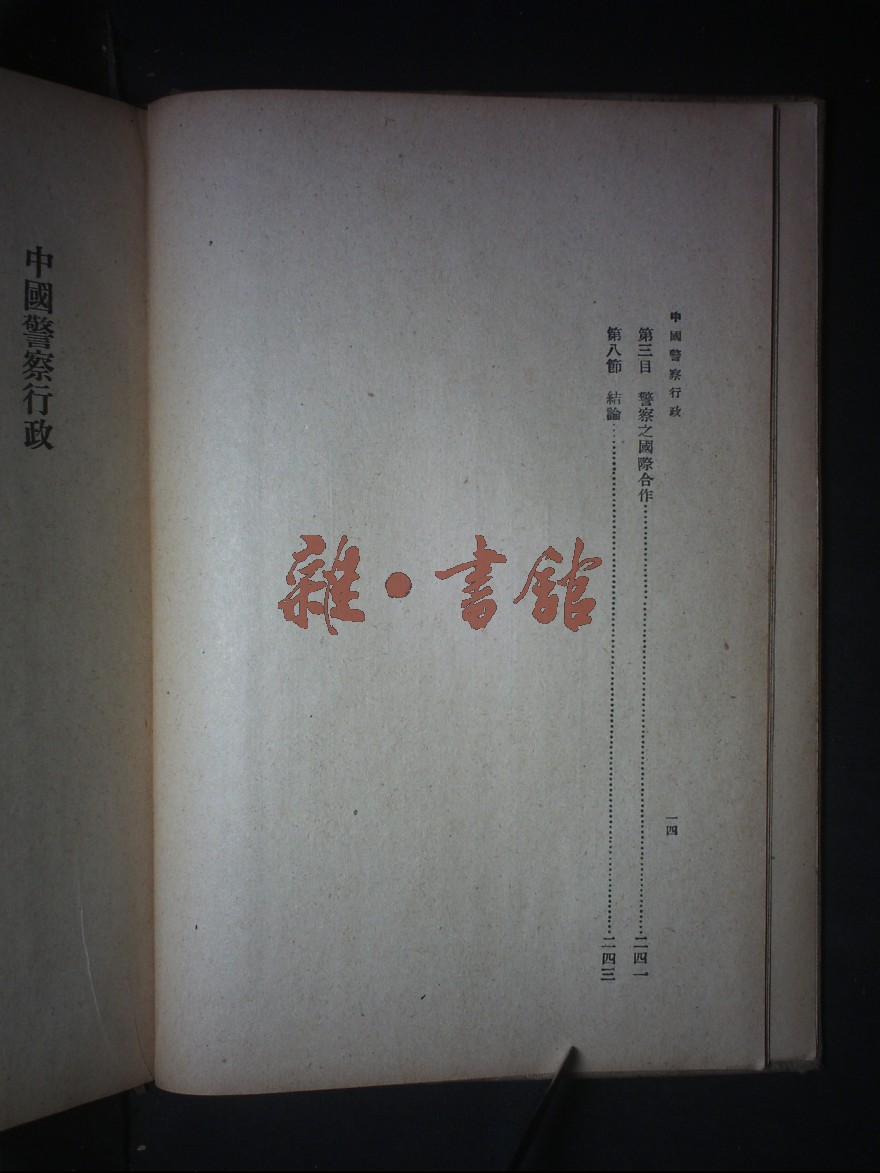 中國警察行政
第三目　警察之國際合作…………二四一
第八節　結論…………二四三
一四
中國警察行政
雜·書館